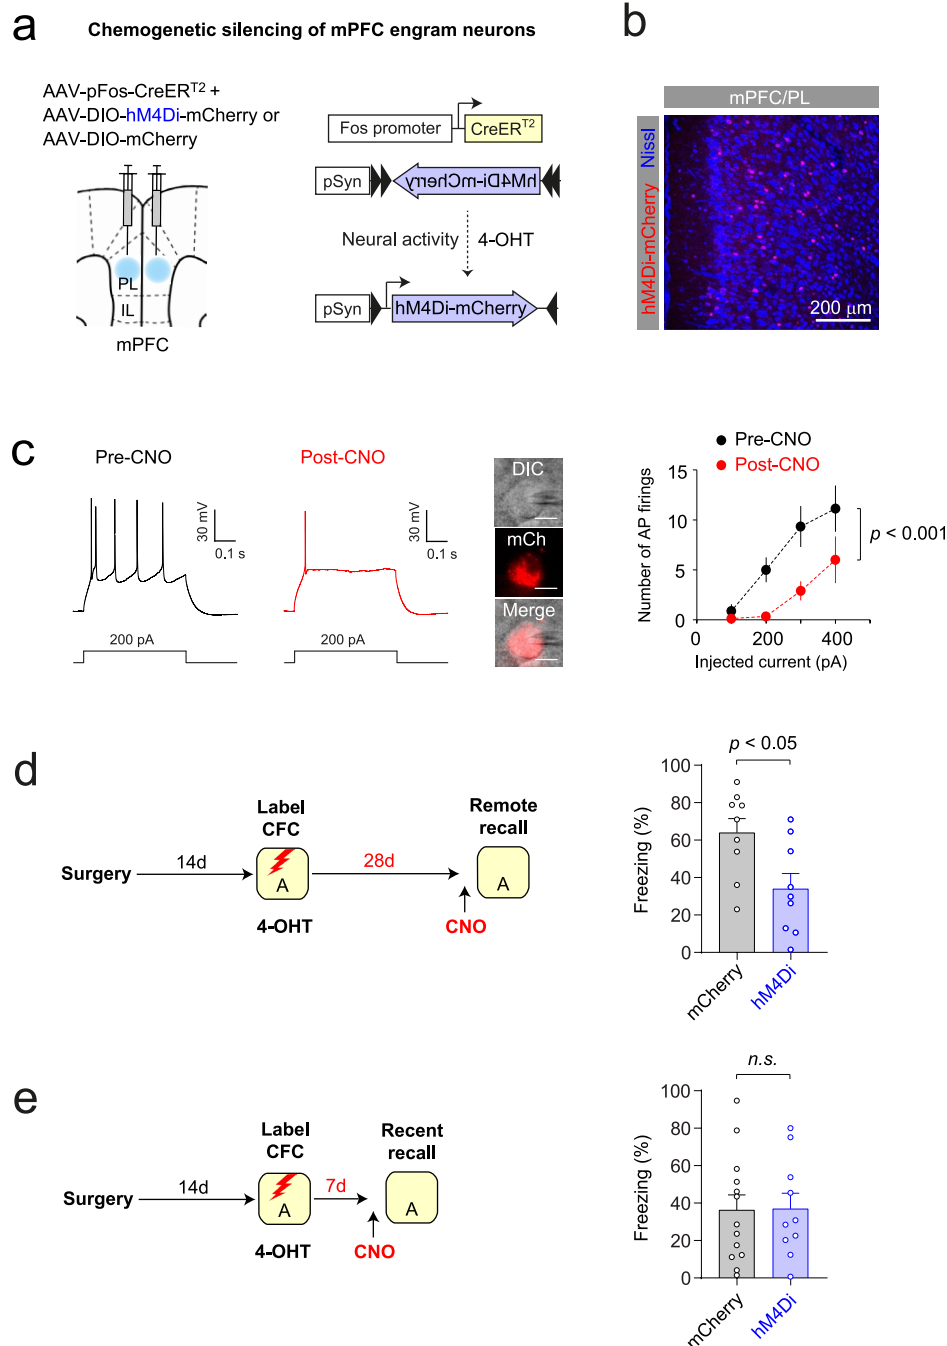 a
Chemogenetic silencing of mPFC engram neurons
AAV-pFos-CreERT2 +
AAV-DIO-hM4Di-mCherry or
AAV-DIO-mCherry
PL
IL
mPFC
Fos promoter
CreERT2
pSyn
hM4Di-mCherry
Neural activity
4-OHT
pSyn
hM4Di-mCherry
b
mPFC/PL
hM4Di-mCherry Nissl
200 μm
c
Pre-CNO
30 mV
0.1 s
200 pA
Post-CNO
30 mV
0.1 s
200 pA
DIC
mCh
Merge
Pre-CNO
Post-CNO
Number of AP firings
15
10
5
0
0
200
400
Injected current (pA)
p < 0.001
d
Surgery
14d
Label
CFC
A
4-OHT
28d
CNO
Remote
recall
A
p < 0.05
Freezing (%)
100
80
60
40
20
0
mCherry
hM4Di
e
Surgery
14d
Label
CFC
A
4-OHT
7d
CNO
Recent
recall
A
n.s.
Freezing (%)
100
80
60
40
20
0
mCherry
hM4Di